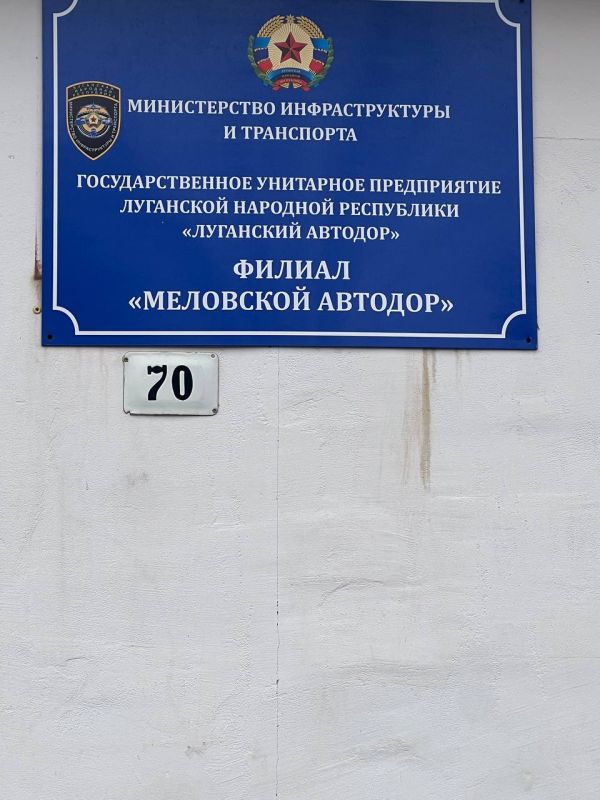 МИНИСТЕРСТВО ИНФРАСТРУКТУРЫ
И ТРАНСПОРТА
ГОСУДАРСТВЕННОЕ УНИТАРНОЕ ПРЕДПРИЯТИЕ
ЛУГАНСКОЙ НАРОДНОЙ РЕСПУБЛИКИ
«ЛУГАНСКИЙ АВТОДОР»
ФИЛИАЛ
«МЕЛОВСКОЙ АВТОДОР»
70